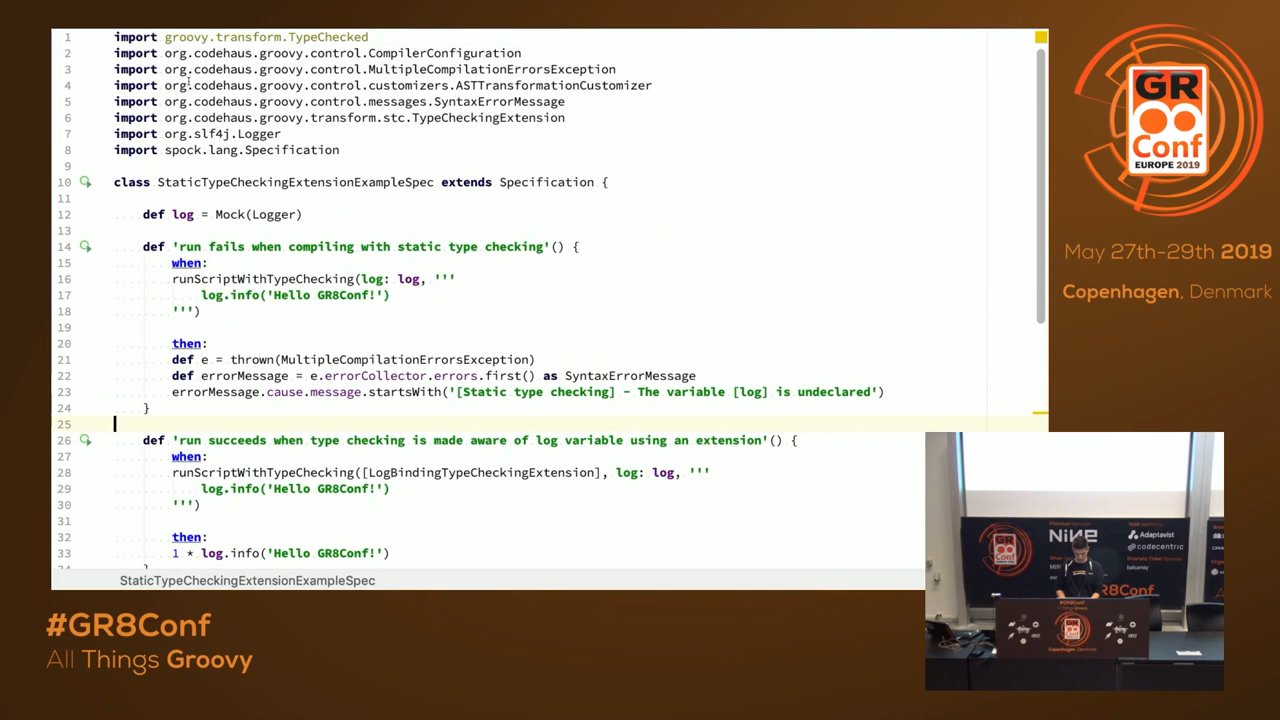 1 import groovy.transform.TypeChecked
2 import org.codehaus.groovy.control.CompilerConfiguration
3 import org.codehaus.groovy.control.MultipleCompilationErrorsException
4 import org.codehaus.groovy.control.customizers.ASTTransformationCustomizer
5 import org.codehaus.groovy.control.messages.SyntaxErrorMessage
6 import org.codehaus.groovy.transform.stc.TypeCheckingExtension
7 import org.slf4j.Logger
8 import spock.lang.Specification
9
10 class StaticTypeCheckingExtensionExampleSpec extends Specification {
11
12 def log = Mock(Logger)
13
14 def 'run fails when compiling with static type checking'() {
15 when:
16 runScriptWithTypeChecking(log: log, '''
17 log.info('Hello GR8Conf!')
18 ''')
19
20 then:
21 def e = thrown(MultipleCompilationErrorsException)
22 def errorMessage = e.errorCollector.errors.first() as SyntaxErrorMessage
23 errorMessage.cause.message.startsWith('[Static type checking] - The variable [log] is undeclared')
24 }
25
26 def 'run succeeds when type checking is made aware of log variable using an extension'() {
27 when:
28 runScriptWithTypeChecking([LogBindingTypeCheckingExtension], log: log, '''
29 log.info('Hello GR8Conf!')
30 ''')
31
32 then:
33 1 * log.info('Hello GR8Conf!')
StaticTypeCheckingExtensionExampleSpec
GR
Conf
EUROPE 2019
May 27th-29th 2019
Copenhagen, Denmark
#GR8Conf
All Things Groovy
Adaptavist
codecentric